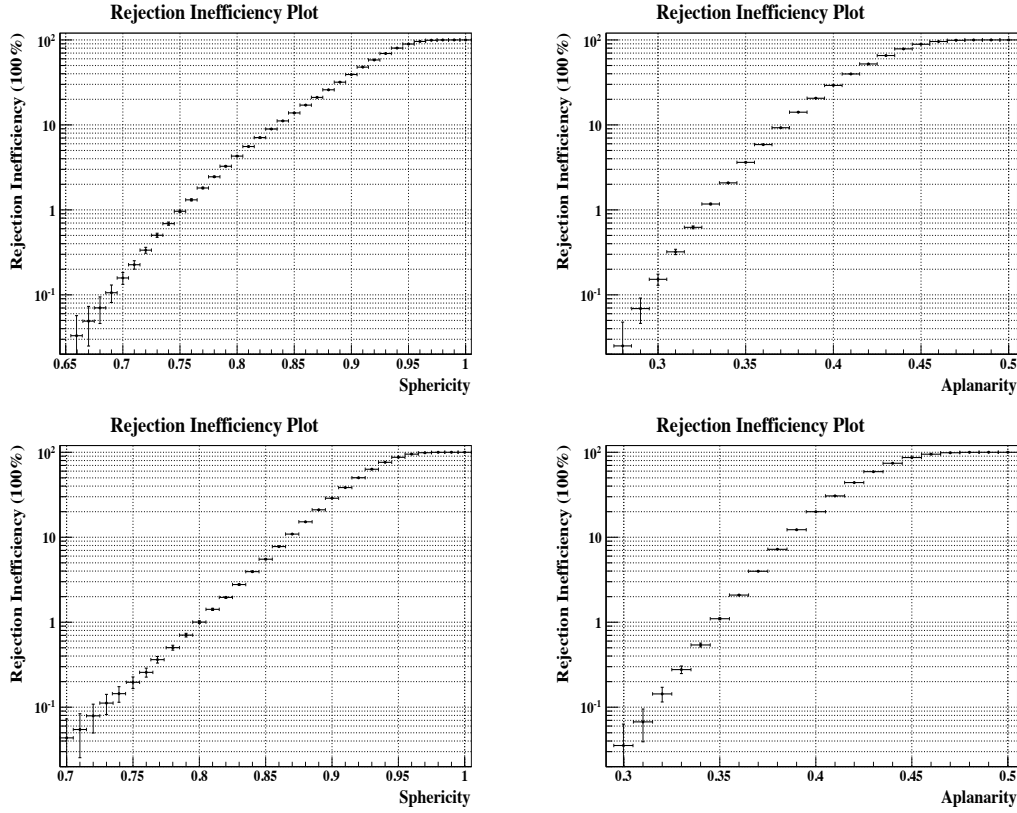 Rejection Inefficiency Plot
Rejection Inefficiency (100%)
10²
10
1
10⁻¹
0.65 0.7 0.75 0.8 0.85 0.9 0.95 1
Sphericity
Rejection Inefficiency Plot
Rejection Inefficiency (100%)
10²
10
1
10⁻¹
0.3 0.35 0.4 0.45 0.5
Aplanarity
Rejection Inefficiency Plot
Rejection Inefficiency (100%)
10²
10
1
10⁻¹
0.7 0.75 0.8 0.85 0.9 0.95 1
Sphericity
Rejection Inefficiency Plot
Rejection Inefficiency (100%)
10²
10
1
10⁻¹
0.3 0.35 0.4 0.45 0.5
Aplanarity